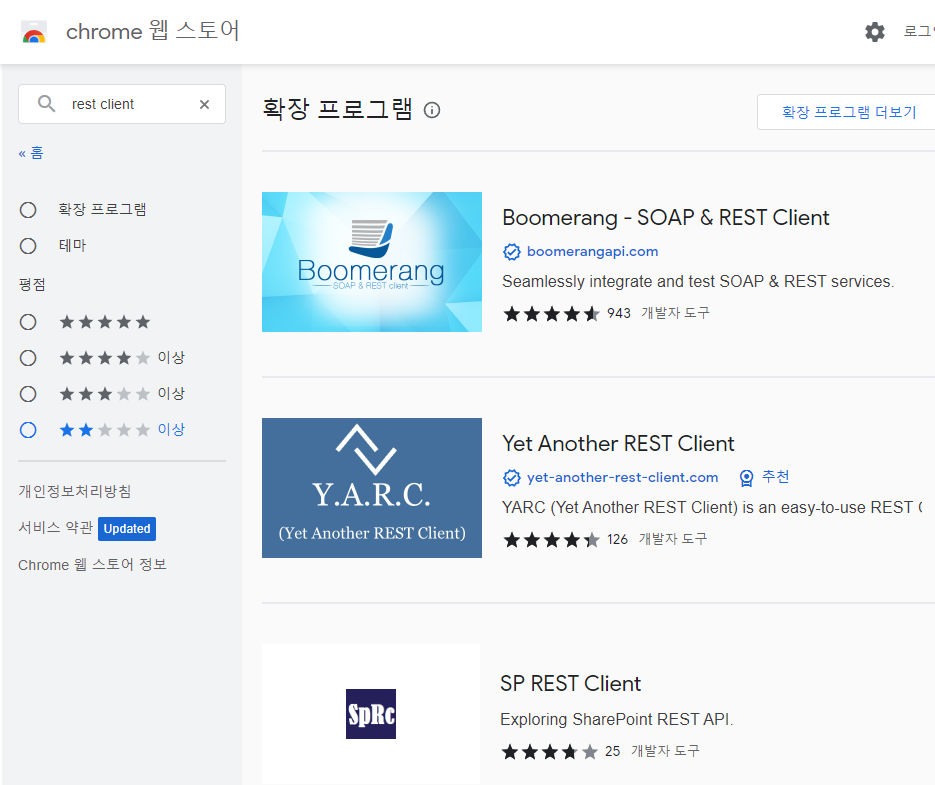 chrome 웹 스토어
rest client
« 홈
확장 프로그램
테마
평점
이상
이상
이상
개인정보처리방침
서비스 약관 Updated
Chrome 웹 스토어 정보
확장 프로그램
확장 프로그램 더보기
Boomerang
SOAP & REST client
Boomerang - SOAP & REST Client
boomerangapi.com
Seamlessly integrate and test SOAP & REST services.
943 개발자 도구
Y.A.R.C.
(Yet Another REST Client)
Yet Another REST Client
yet-another-rest-client.com 추천
YARC (Yet Another REST Client) is an easy-to-use REST
126 개발자 도구
SpRc
SP REST Client
Exploring SharePoint REST API.
25 개발자 도구